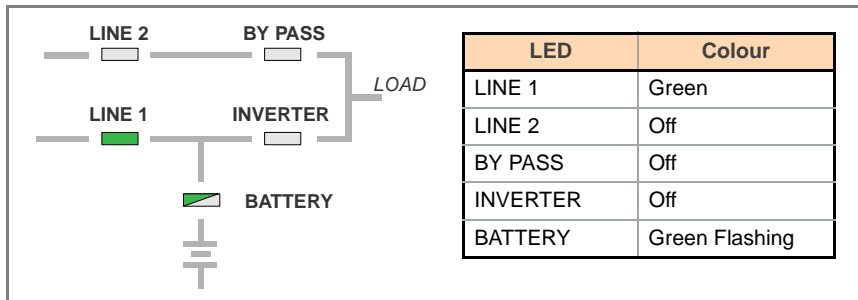 LINE 2 BY PASS
LOAD
LINE 1 INVERTER
BATTERY
LED Colour
LINE 1 Green
LINE 2 Off
BY PASS Off
INVERTER Off
BATTERY Green Flashing